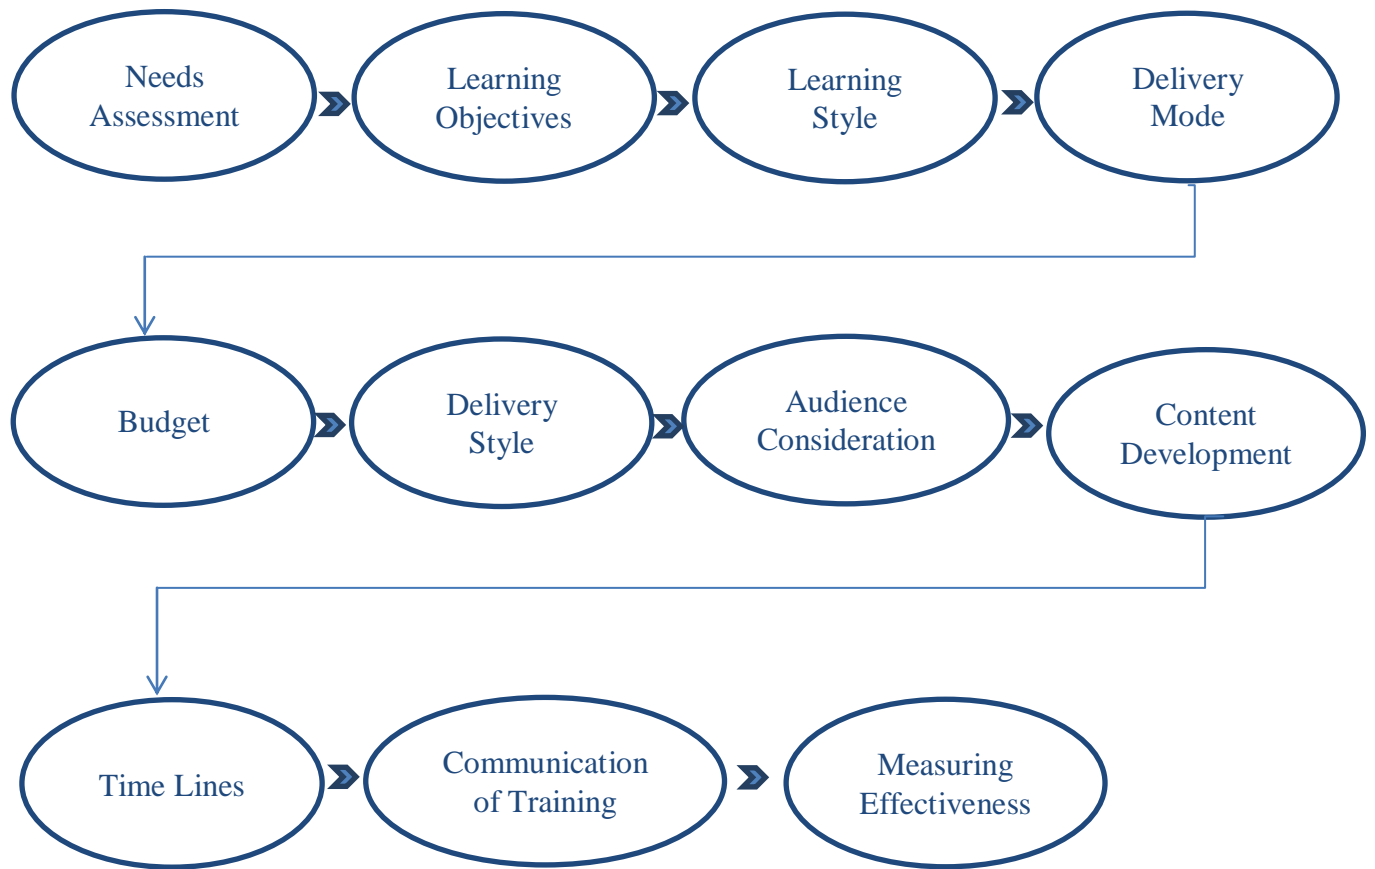 Needs
Assessment
Learning
Objectives
Learning
Style
Delivery
Mode
Budget
Delivery
Style
Audience
Consideration
Content
Development
Time Lines
Communication
of Training
Measuring
Effectiveness